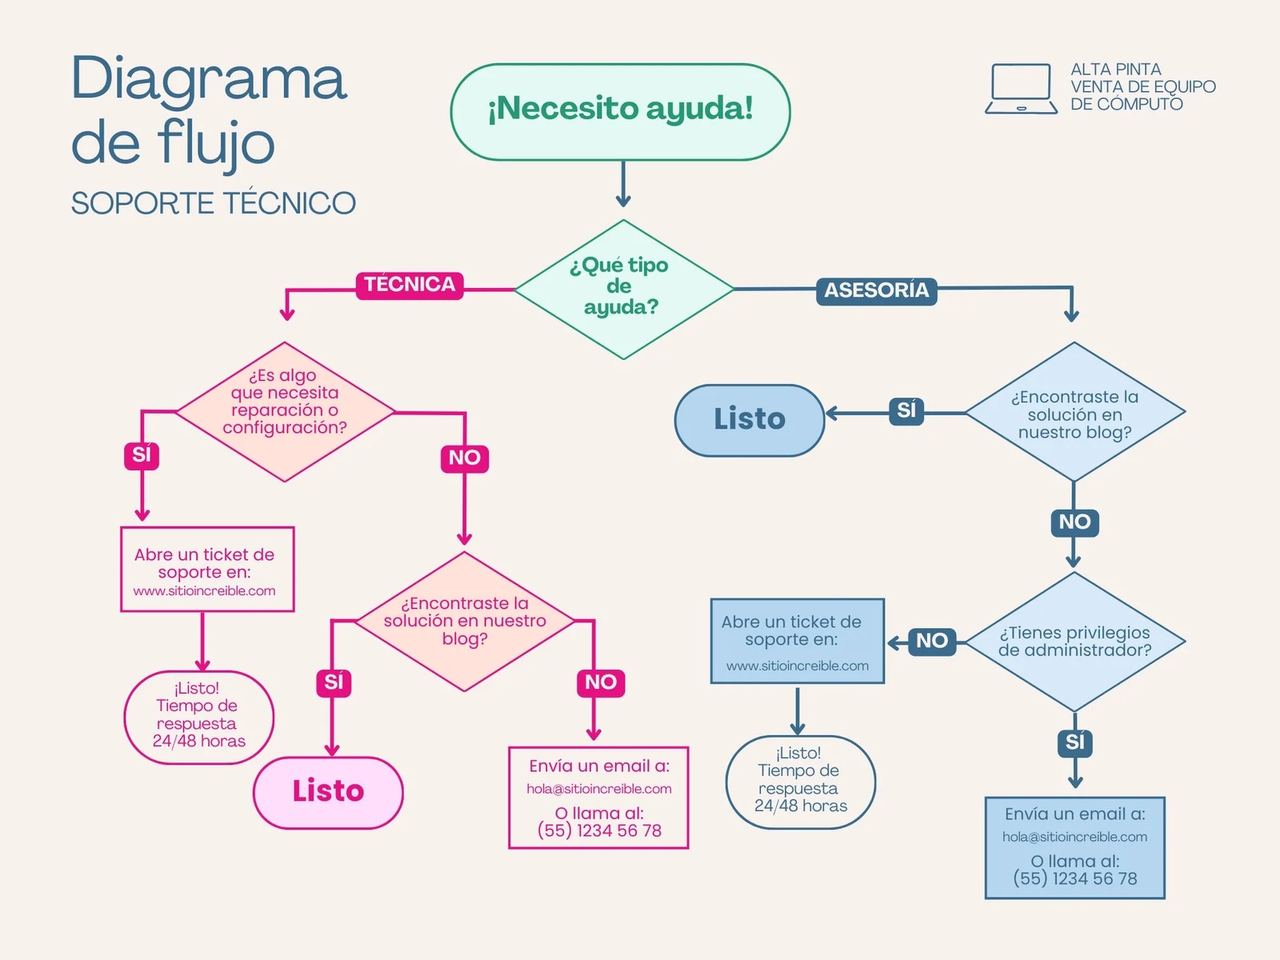 Diagrama
de flujo
SOPORTE TÉCNICO
¡Necesito ayuda!
ALTA PINTA
VENTA DE EQUIPO
DE CÓMPUTO
¿Qué tipo
de
ayuda?
TÉCNICA
ASESORÍA
¿Es algo
que necesita
reparación o
configuración?
SÍ
NO
Abre un ticket de
soporte en:
www.sitioincreible.com
¡Listo!
Tiempo de
respuesta
24/48 horas
¿Encontraste la
solución en nuestro
blog?
SÍ
NO
Listo
Envía un email a:
hola@sitioincreible.com
O llama al:
(55) 1234 56 78
¿Encontraste la
solución en
nuestro blog?
SÍ
Listo
NO
¿Tienes privilegios
de administrador?
NO
Abre un ticket de
soporte en:
www.sitioincreible.com
¡Listo!
Tiempo de
respuesta
24/48 horas
SÍ
Envía un email a:
hola@sitioincreible.com
O llama al:
(55) 1234 56 78